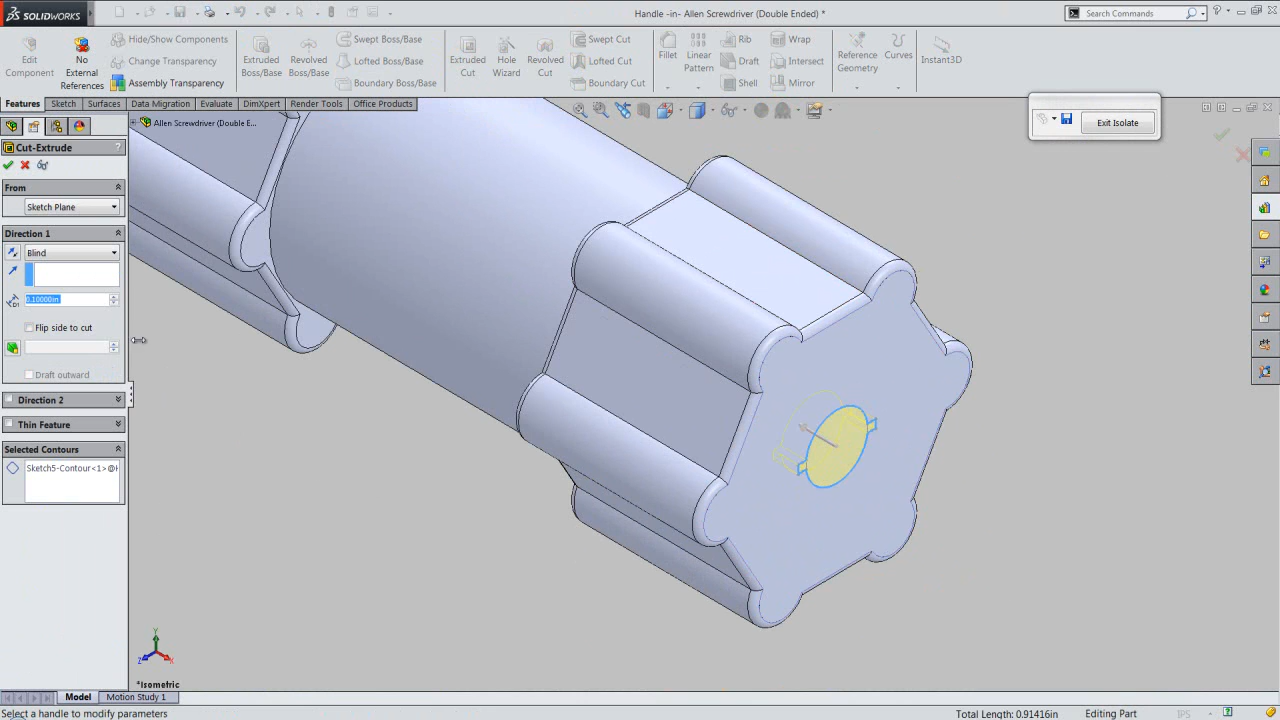 SOLIDWORKS
Handle -in- Allen Screwdriver (Double Ended) *
Search Commands
Edit Component
No External References
Hide/Show Components
Change Transparency
Assembly Transparency
Extruded Boss/Base
Revolved Boss/Base
Swept Boss/Base
Lofted Boss/Base
Boundary Boss/Base
Extruded Cut
Hole Wizard
Revolved Cut
Swept Cut
Lofted Cut
Boundary Cut
Fillet
Linear Pattern
Rib
Draft
Shell
Wrap
Intersect
Mirror
Reference Geometry
Curves
Instant3D
Features
Sketch
Surfaces
Data Migration
Evaluate
DimXpert
Render Tools
Office Products
Allen Screwdriver (Double E...
Exit Isolate
Cut-Extrude
?
From
Sketch Plane
Direction 1
Blind
D1
0.10000in
Flip side to cut
Draft outward
Direction 2
Thin Feature
Selected Contours
Sketch5-Contour<1>@H
Y
Z
X
*Isometric
Model
Motion Study 1
Select a handle to modify parameters
Total Length: 0.91416in
Editing Part
IPS